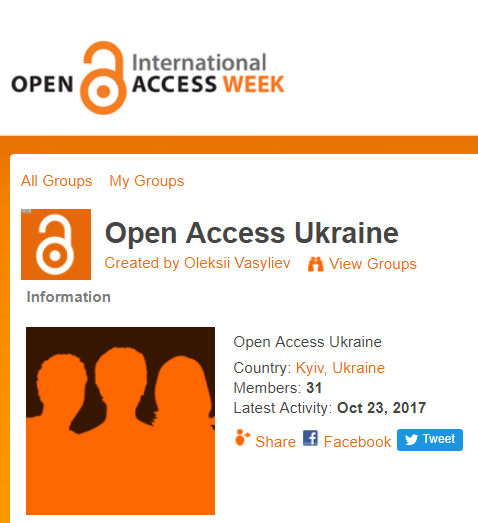 International
OPEN ACCESS WEEK
All Groups My Groups
Open Access Ukraine
Created by Oleksii Vasyliev View Groups
Information
Open Access Ukraine
Country: Kyiv, Ukraine
Members: 31
Latest Activity: Oct 23, 2017
Share Facebook Tweet